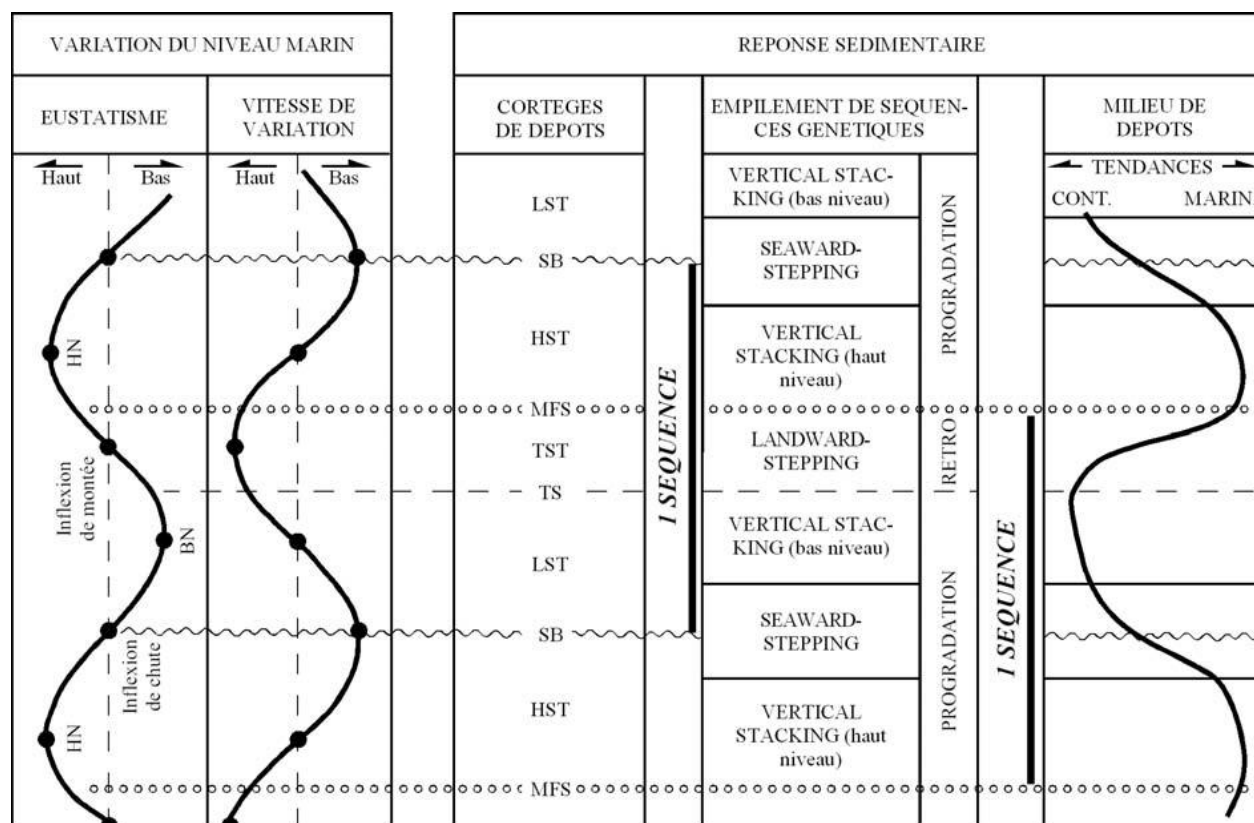 VARIATION DU NIVEAU MARIN
REPONSE SEDIMENTAIRE
EUSTATISME
VITESSE DE
VARIATION
CORTEGES
DE DEPOTS
EMPILEMENT DE SEQUEN-
CES GENETIQUES
MILIEU DE
DEPOTS
Haut
Bas
Haut
Bas
TENDANCES
CONT.
MARIN
LST
SB
HST
MFS
TST
TS
LST
SB
HST
MFS
HN
Inflexion
de montée
BN
Inflexion
de chute
HN
1 SEQUENCE
VERTICAL STAC-
KING (bas niveau)
SEAWARD-
STEPPING
VERTICAL
STACKING (haut
niveau)
LANDWARD-
STEPPING
VERTICAL STAC-
KING (bas niveau)
SEAWARD-
STEPPING
VERTICAL
STACKING (haut
niveau)
PROGRADATION
RETRO
PROGRADATION
1 SEQUENCE